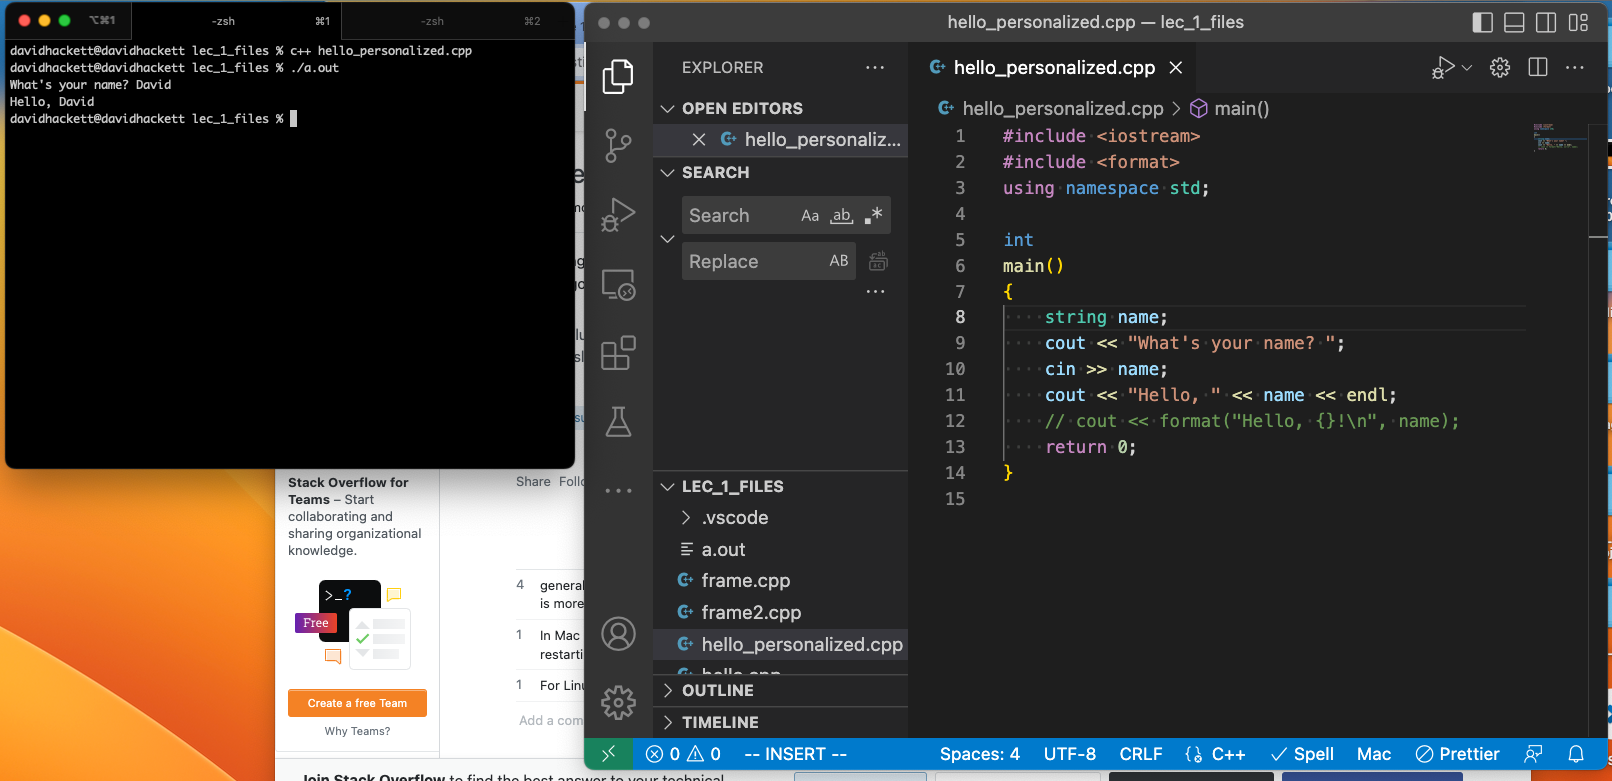 ⌥⌘1
-zsh
⌘1
-zsh
⌘2
davidhackett@davidhackett lec_1_files % c++ hello_personalized.cpp
davidhackett@davidhackett lec_1_files % ./a.out
What's your name? David
Hello, David
davidhackett@davidhackett lec_1_files %
Stack Overflow for
Teams – Start
collaborating and
sharing organizational
knowledge.
>_?
Free
Create a free Team
Why Teams?
Share
4
general
is more
1
In Mac
restarti
1
For Linu
Add a com
Join Stack Overflow to find the best answer to your technical
hello_personalized.cpp — lec_1_files
EXPLORER
OPEN EDITORS
hello_personaliz...
SEARCH
Search
Aa
ab
Replace
AB
LEC_1_FILES
.vscode
a.out
frame.cpp
frame2.cpp
hello_personalized.cpp
hello.cpp
OUTLINE
TIMELINE
hello_personalized.cpp
hello_personalized.cpp > main()
1 #include <iostream>
2 #include <format>
3 using namespace std;
4
5 int
6 main()
7 {
8 string name;
9 cout << "What's your name? ";
10 cin >> name;
11 cout << "Hello, " << name << endl;
12 // cout << format("Hello, {}!\n", name);
13 return 0;
14 }
15
0 0 -- INSERT -- Spaces: 4 UTF-8 CRLF C++ Spell Mac Prettier